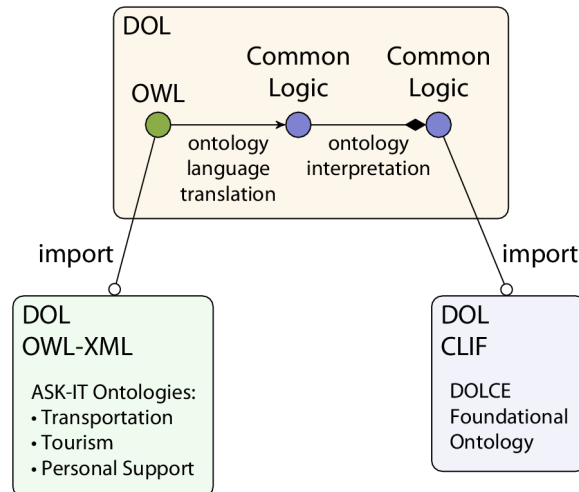 DOL
Common
Logic
Common
Logic
OWL
ontology
language
translation
ontology
interpretation
import
import
DOL
OWL-XML
ASK-IT Ontologies:
• Transportation
• Tourism
• Personal Support
DOL
CLIF
DOLCE
Foundational
Ontology